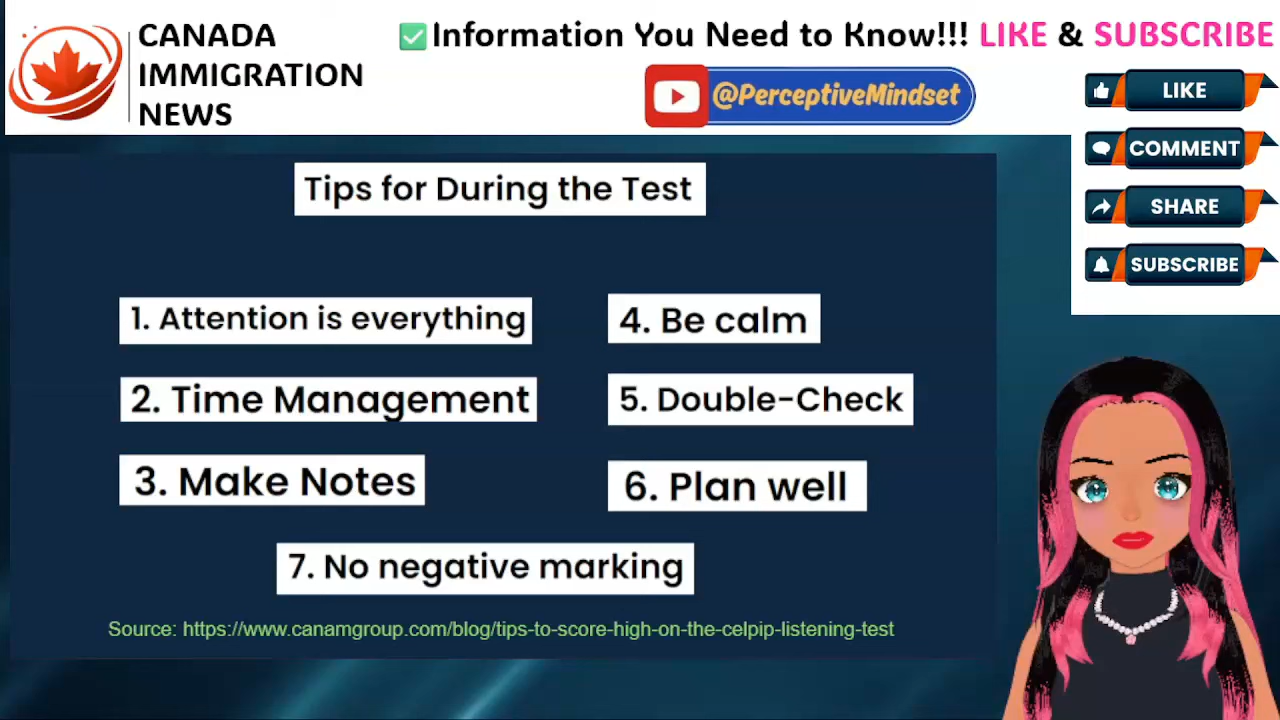 CANADA
IMMIGRATION
NEWS
✅Information You Need to Know!!! LIKE & SUBSCRIBE
@PerceptiveMindset
LIKE
COMMENT
SHARE
SUBSCRIBE
Tips for During the Test
1. Attention is everything
2. Time Management
3. Make Notes
4. Be calm
5. Double-Check
6. Plan well
7. No negative marking
Source: https://www.canamgroup.com/blog/tips-to-score-high-on-the-celpip-listening-test